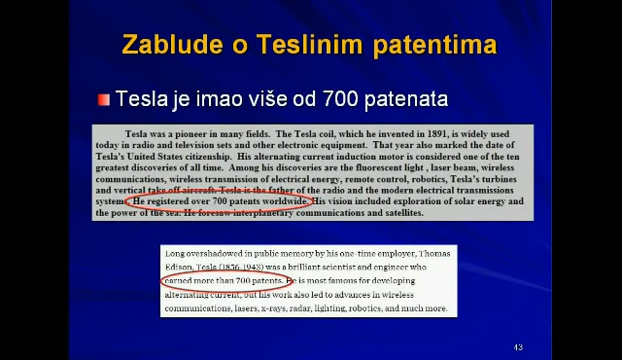 Zablude o Teslinim patentima
Tesla je imao više od 700 patenata
Tesla was a pioneer in many fields. The Tesla coil, which he invented in 1891, is widely used
today in radio and television sets and other electronic equipment. That year also marked the date of
Tesla's United States citizenship. His alternating current induction motor is considered one of the ten
greatest discoveries of all time. Among his discoveries are the fluorescent light , laser beam, wireless
communications, wireless transmission of electrical energy, remote control, robotics, Tesla's turbines
and vertical take off aircraft. Tesla is the father of the radio and the modern electrical transmissions
systems. He registered over 700 patents worldwide. His vision included exploration of solar energy and
the power of the sea. He foresaw interplanetary communications and satellites.
Long overshadowed in public memory by his one-time employer, Thomas
Edison, Tesla (1856-1943) was a brilliant scientist and engineer who
earned more than 700 patents. He is most famous for developing
alternating current, but his work also led to advances in wireless
communications, lasers, x-rays, radar, lighting, robotics, and much more.
43